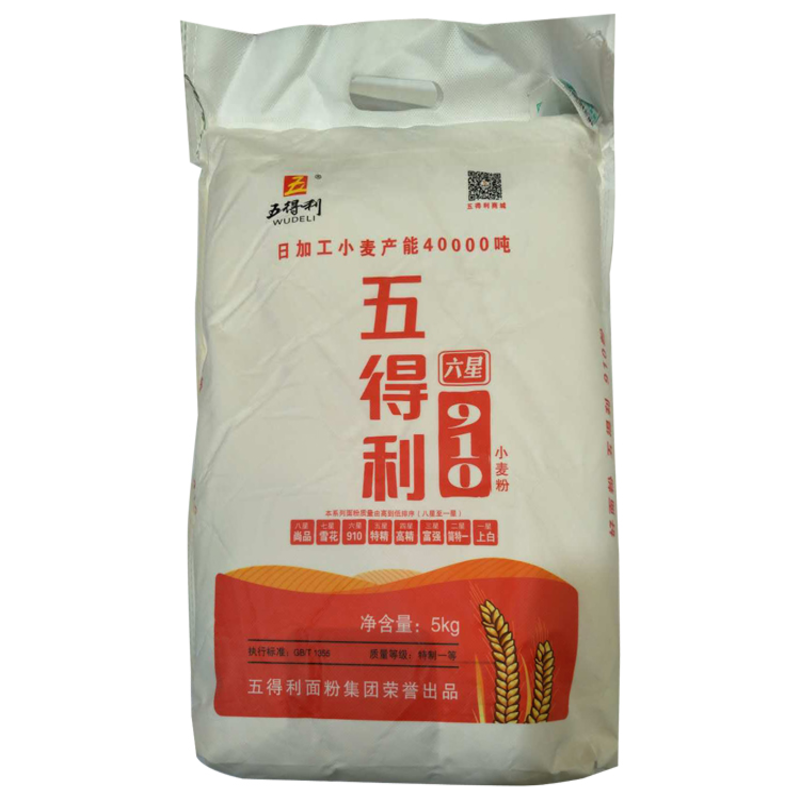 五
®
五得利
WUDELI
五得利商城
日加工小麦产能40000吨
五得利
六星
910
小麦粉
本系列面粉质量由高到低排序（八星至一星）
八星 七星 六星 五星 四星 三星 二星 一星
尚品 雪花 910 特精 高精 富强 特一 上白
净含量：5kg
执行标准：GB/T 1355 质量等级：特制一等
五得利面粉集团荣誉出品